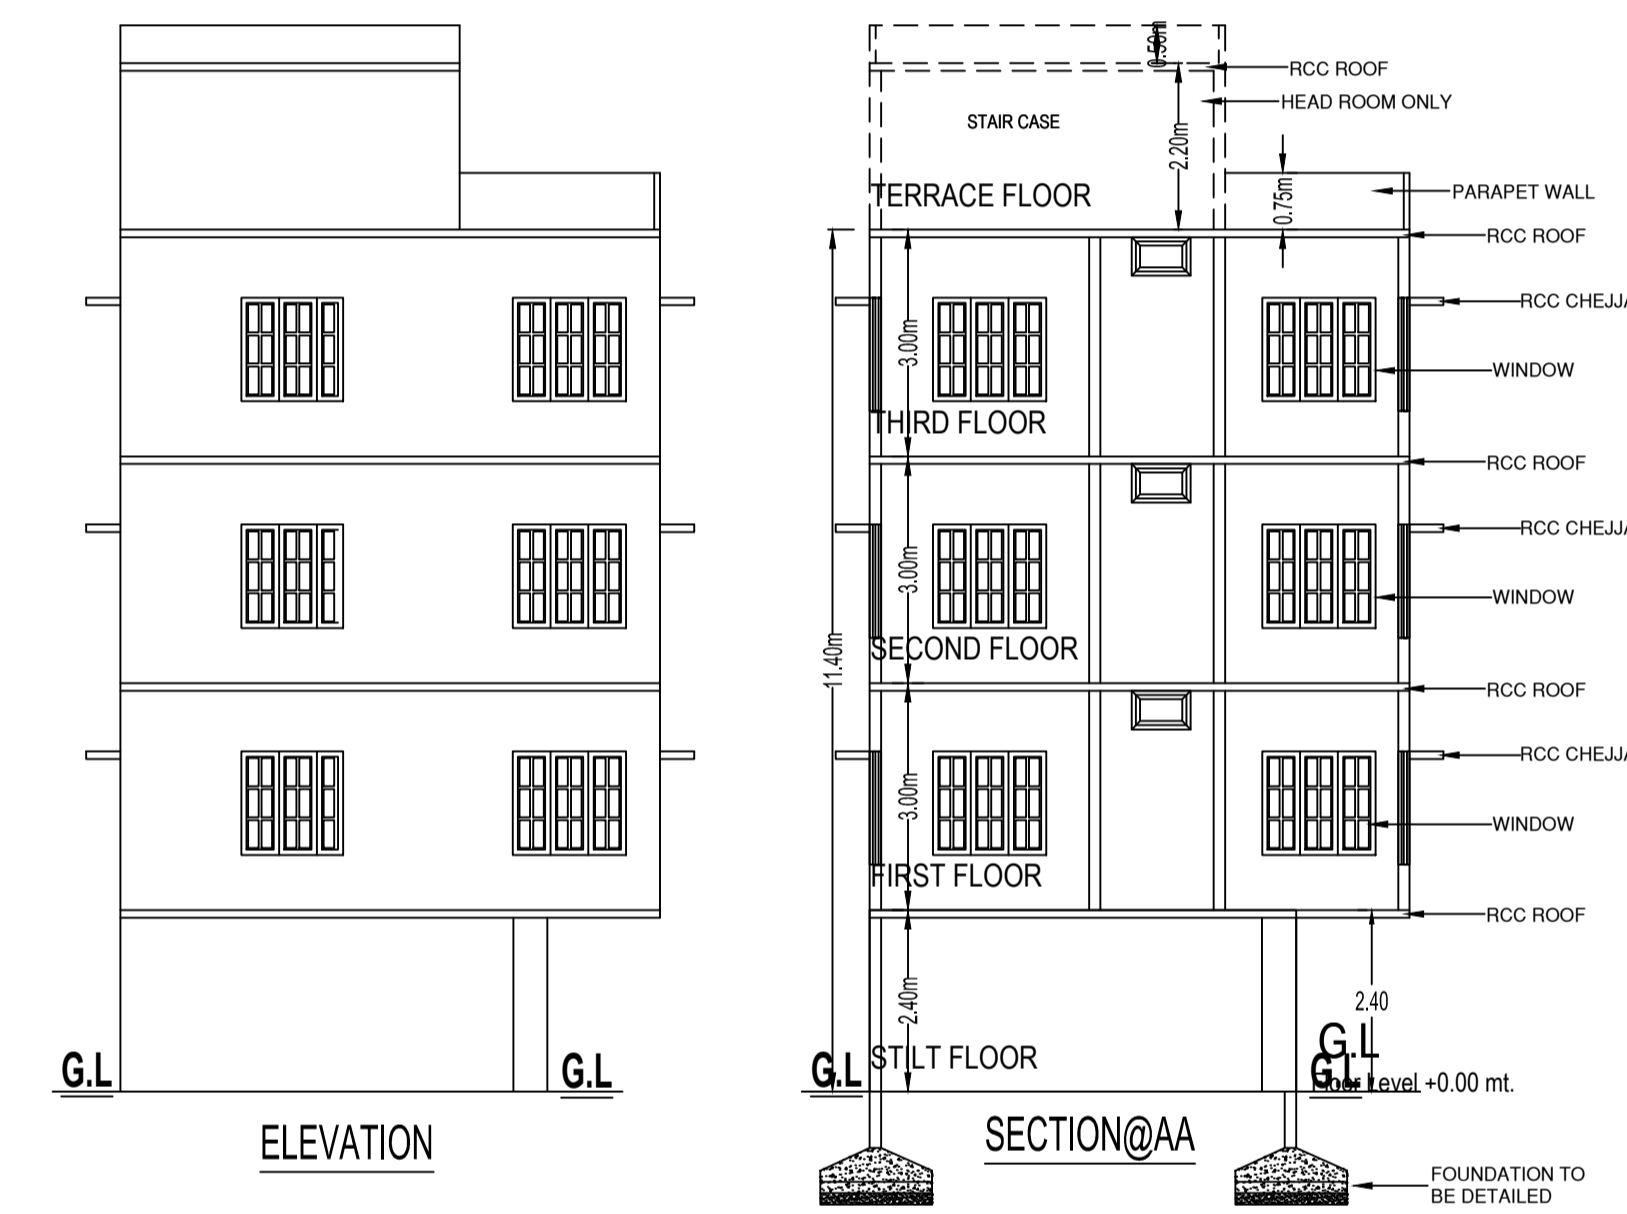 0.50m
RCC ROOF
HEAD ROOM ONLY
STAIR CASE
2.20m
TERRACE FLOOR
0.75m
PARAPET WALL
RCC ROOF
RCC CHEJJA
3.00m
WINDOW
THIRD FLOOR
RCC ROOF
RCC CHEJJA
3.00m
WINDOW
11.40m
SECOND FLOOR
RCC ROOF
RCC CHEJJA
3.00m
WINDOW
FIRST FLOOR
RCC ROOF
2.40m
2.40
G.L
STILT FLOOR
G.L
G.L
G.L
G.L
Floor Level +0.00 mt.
ELEVATION
SECTION@AA
FOUNDATION TO
BE DETAILED